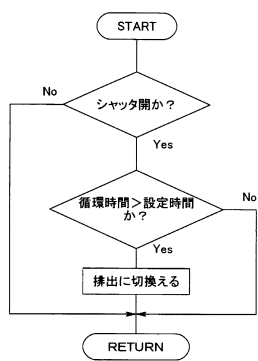 START
シャッタ開か？
No
Yes
循環時間＞設定時間
か？
No
Yes
排出に切換える
RETURN